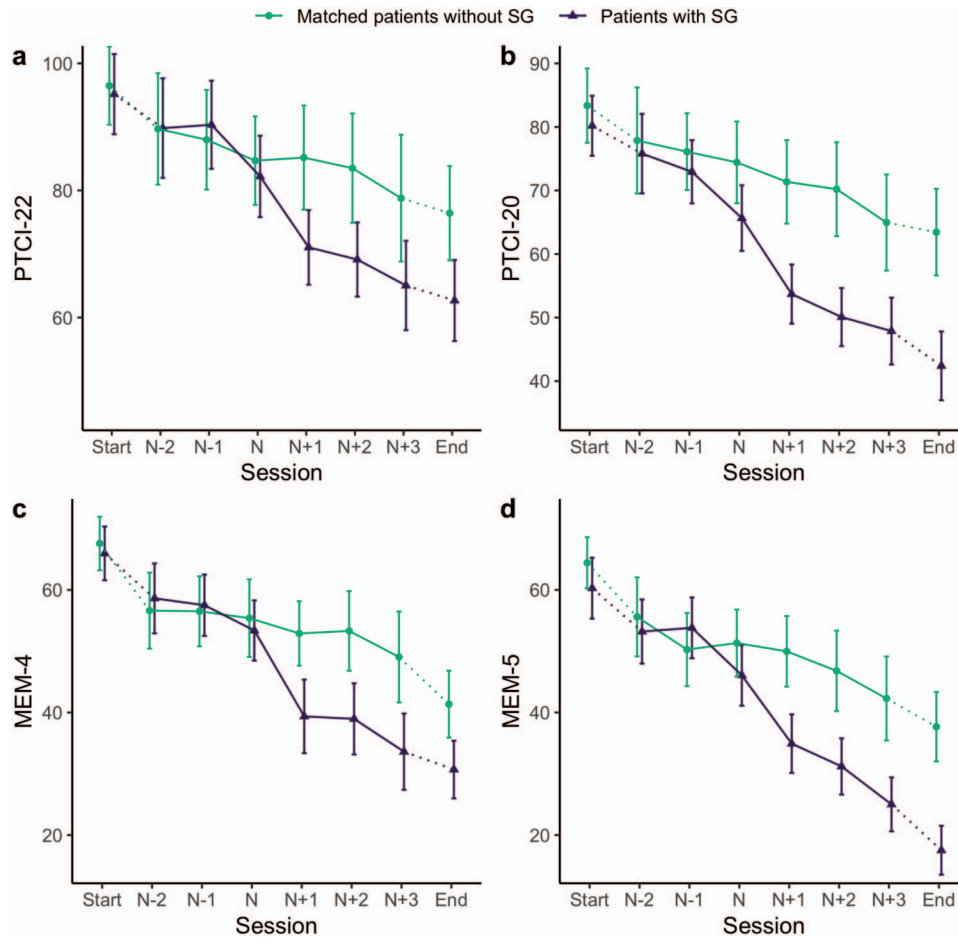 Matched patients without SG Patients with SG
a
100
80
60
PTCI-22
Start N-2 N-1 N N+1 N+2 N+3 End
Session
b
90
80
70
60
50
40
PTCI-20
Start N-2 N-1 N N+1 N+2 N+3 End
Session
c
60
40
20
MEM-4
Start N-2 N-1 N N+1 N+2 N+3 End
Session
d
60
40
20
MEM-5
Start N-2 N-1 N N+1 N+2 N+3 End
Session